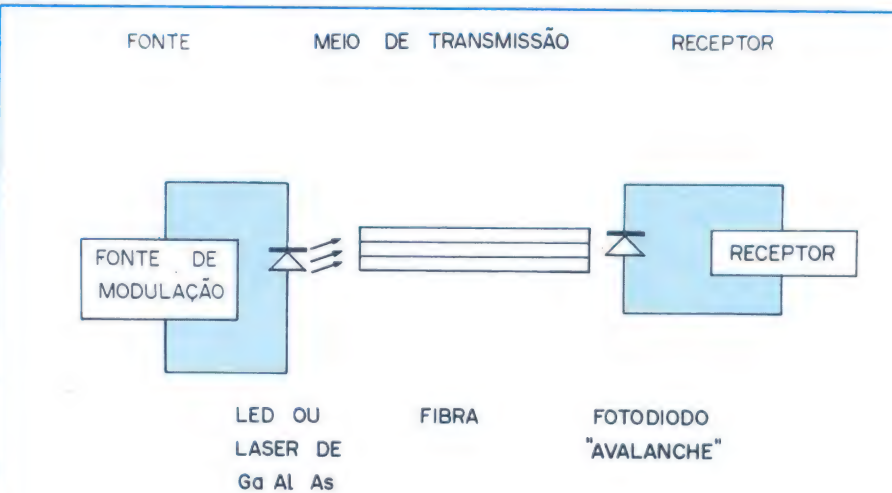 FONTE MEIO DE TRANSMISSÃO RECEPTOR
FONTE DE
MODULAÇÃO
RECEPTOR
LED OU
LASER DE
Ga Al As
FIBRA
FOTODIODO
"AVALANCHE"